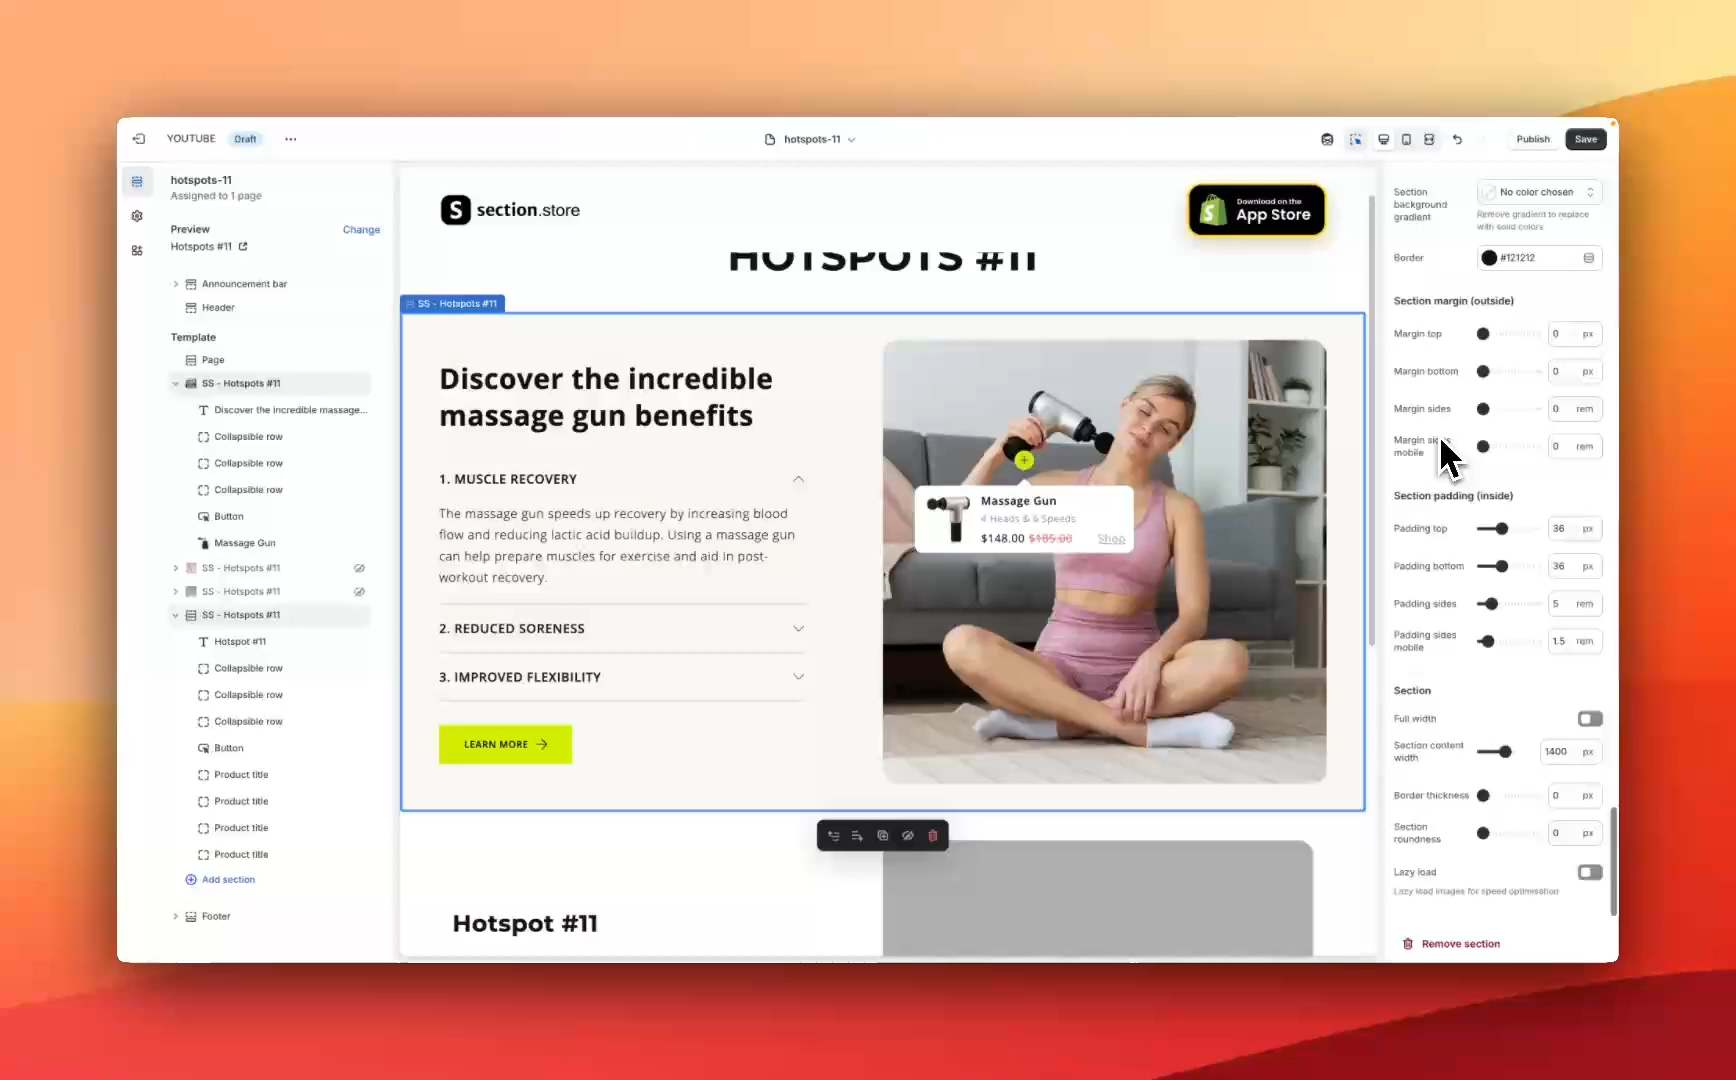 YOUTUBE
Draft
hotspots-11
Publish
Save
hotspots-11
Assigned to 1 page
Preview
Change
Hotspots #11
Announcement bar
Header
Template
Page
SS - Hotspots #11
Discover the incredible massage...
Collapsible row
Collapsible row
Collapsible row
Button
Massage Gun
SS - Hotspots #11
SS - Hotspots #11
SS - Hotspots #11
Hotspot #11
Collapsible row
Collapsible row
Collapsible row
Button
Product title
Product title
Product title
Product title
Add section
Footer
S section.store
Download on the
App Store
HOTSPOTS #11
SS - Hotspots #11
Discover the incredible
massage gun benefits
1. MUSCLE RECOVERY
The massage gun speeds up recovery by increasing blood
flow and reducing lactic acid buildup. Using a massage gun
can help prepare muscles for exercise and aid in post-
workout recovery.
2. REDUCED SORENESS
3. IMPROVED FLEXIBILITY
LEARN MORE
Massage Gun
4 Heads & 6 Speeds
$148.00 $185.00 Shop
Hotspot #11
Section
background
gradient
No color chosen
Remove gradient to replace
with solid colors
Border
#121212
Section margin (outside)
Margin top
0 px
Margin bottom
0 px
Margin sides
0 rem
Margin
mobile
0 rem
Section padding (inside)
Padding top
36 px
Padding bottom
36 px
Padding sides
5 rem
Padding sides
mobile
1.5 rem
Section
Full width
Section content
width
1400 px
Border thickness
0 px
Section
roundness
0 px
Lazy load
Lazy load images for speed optimisation
Remove section